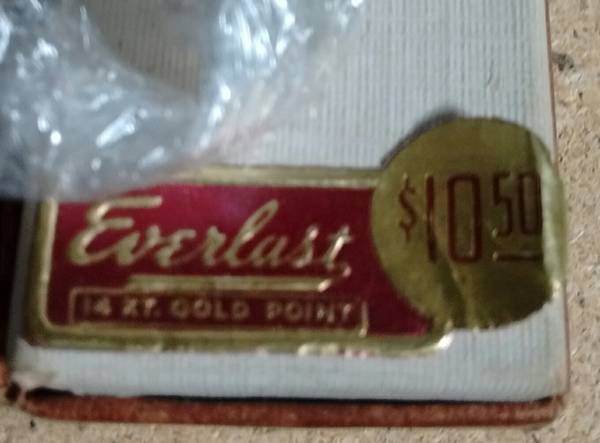 Everlast
14 KT. GOLD POINT
$10.50